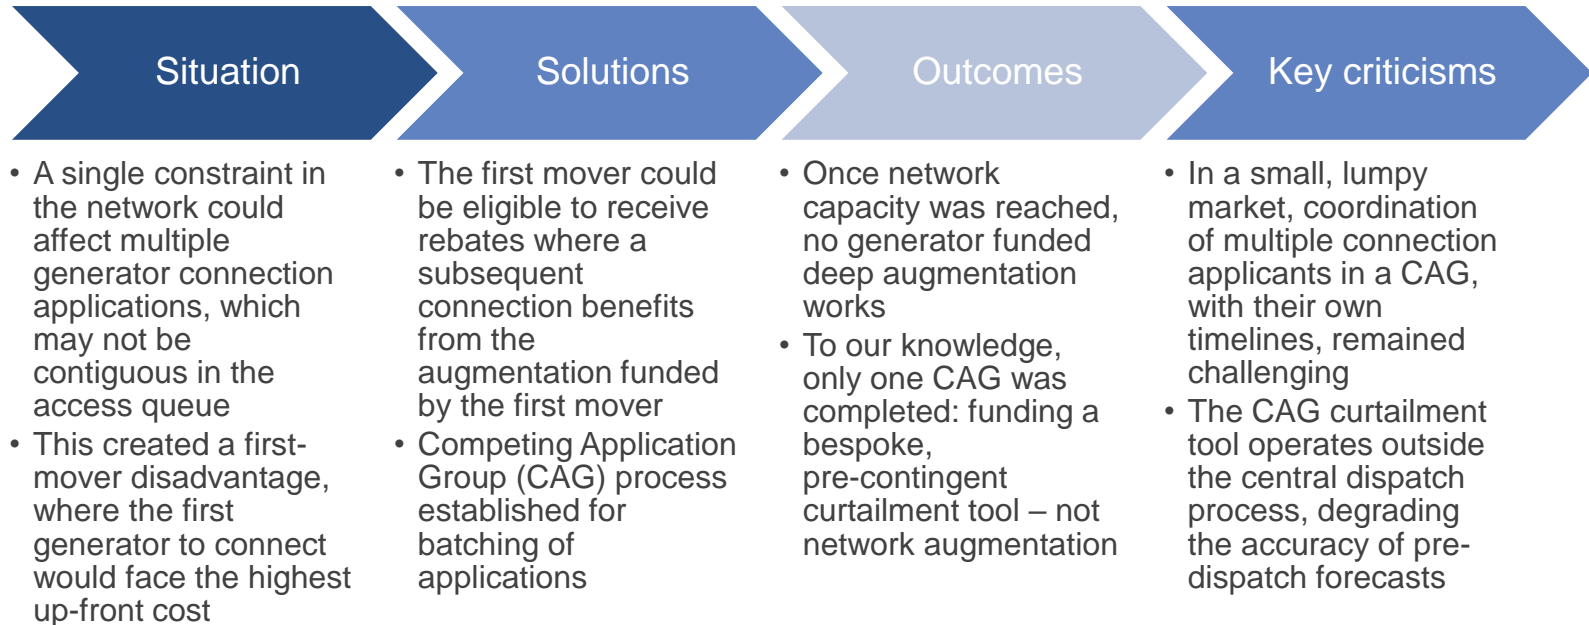 Situation
Solutions
Outcomes
Key criticisms
• A single constraint in
the network could
affect multiple
generator connection
applications, which
may not be
contiguous in the
access queue
• This created a first-
mover disadvantage,
where the first
generator to connect
would face the highest
up-front cost
• The first mover could
be eligible to receive
rebates where a
subsequent
connection benefits
from the
augmentation funded
by the first mover
• Competing Application
Group (CAG) process
established for
batching of
applications
• Once network
capacity was reached,
no generator funded
deep augmentation
works
• To our knowledge,
only one CAG was
completed: funding a
bespoke,
pre-contingent
curtailment tool – not
network augmentation
• In a small, lumpy
market, coordination
of multiple connection
applicants in a CAG,
with their own
timelines, remained
challenging
• The CAG curtailment
tool operates outside
the central dispatch
process, degrading
the accuracy of pre-
dispatch forecasts